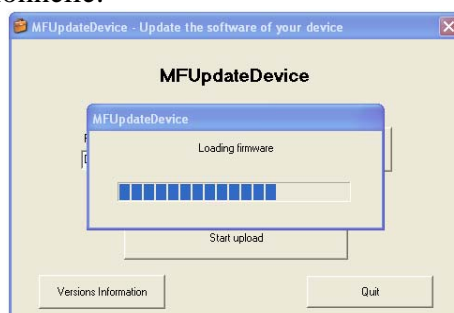 MFUpdateDevice - Update the software of your device
MFUpdateDevice
MFUpdateDevice
Loading firmware
Start upload
Versions Information
Quit